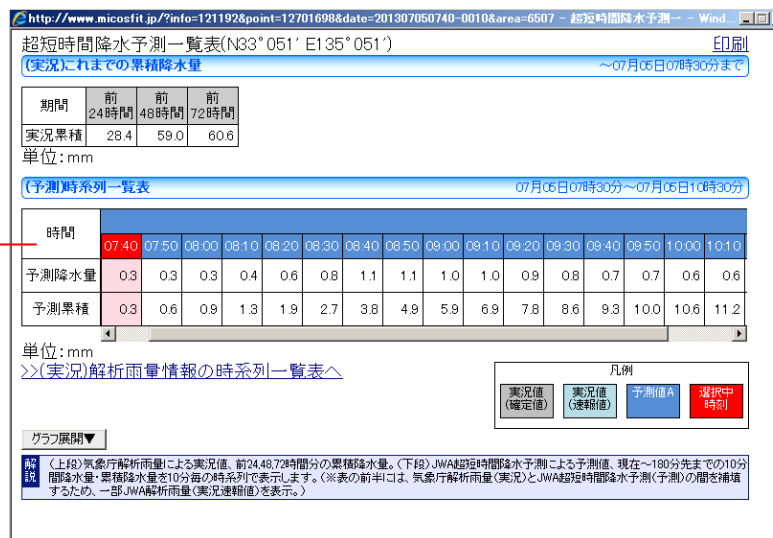 http://www.micosfit.jp/?info=121192&point=12701698&date=201307050740-0010&area=6507 - 超短時間降水予測一 - Wind...
超短時間降水予測一覧表(N33°051' E135°051')
印刷
(実況)これまでの累積降水量
～07月05日07時30分まで
期間 前24時間 前48時間 前72時間
実況累積 28.4 59.0 60.6
単位:mm
(予測)時系列一覧表
07月05日07時30分～07月05日10時30分
時間 07:40 07:50 08:00 08:10 08:20 08:30 08:40 08:50 09:00 09:10 09:20 09:30 09:40 09:50 10:00 10:10
予測降水量 0.3 0.3 0.3 0.4 0.6 0.8 1.1 1.1 1.0 1.0 0.9 0.8 0.7 0.7 0.6 0.6
予測累積 0.3 0.6 0.9 1.3 1.9 2.7 3.8 4.9 5.9 6.9 7.8 8.6 9.3 10.0 10.6 11.2
単位:mm
>>(実況)解析雨量情報の時系列一覧表へ
凡例
実況値(確定値) 実況値(速報値) 予測値A 選択中時刻
グラフ展開▼
解説
（上段）気象庁解析雨量による実況値、前24,48,72時間分の累積降水量。（下段）JWA超短時間降水予測による予測値、現在～180分先までの10分
間降水量・累積降水量を10分毎の時系列で表示します。（※表の前半には、気象庁解析雨量(実況)とJWA超短時間降水予測(予測)の間を補填
するため、一部JWA解析雨量(実況速報値)を表示。）